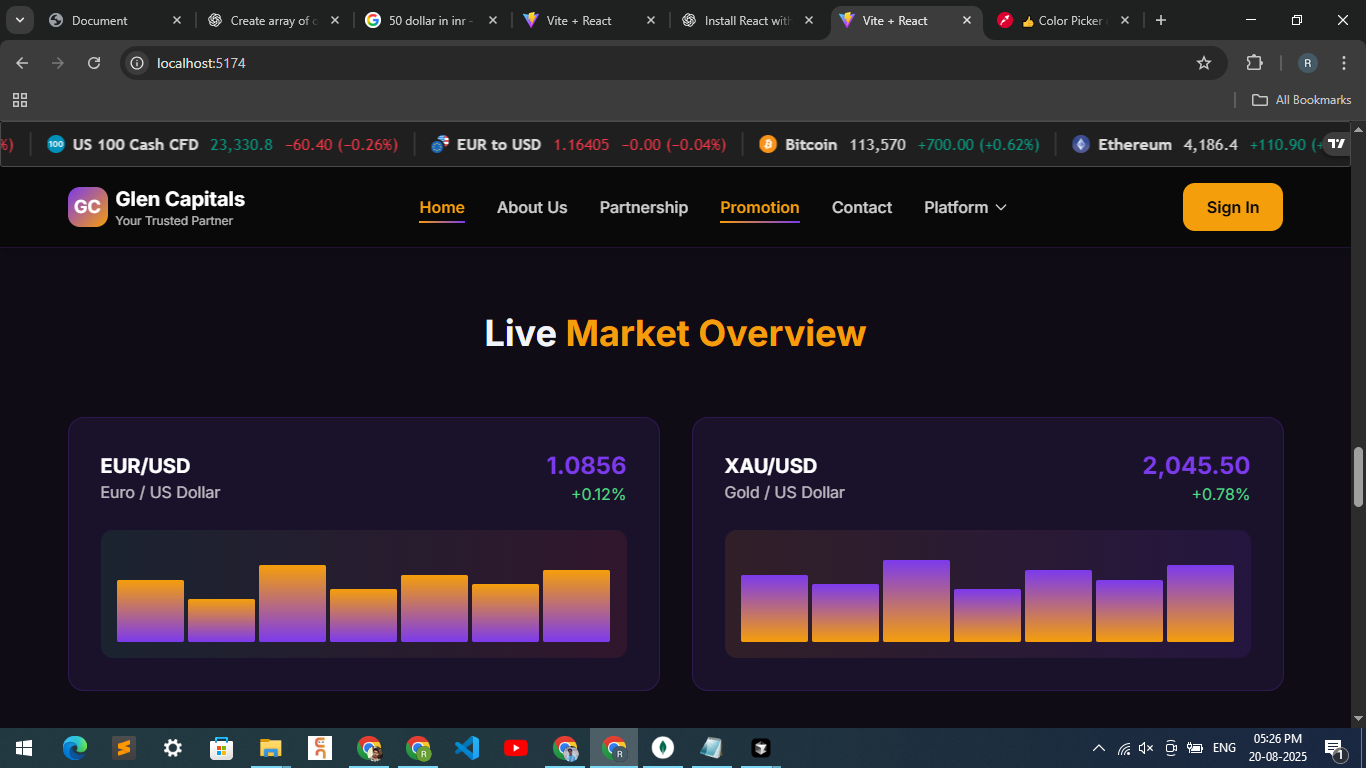 Document
Create array of o
50 dollar in inr -
Vite + React
Install React with
Vite + React
👍 Color Picker
localhost:5174
R
All Bookmarks
%)
100 US 100 Cash CFD 23,330.8 −60.40 (−0.26%)
EUR to USD 1.16405 −0.00 (−0.04%)
Bitcoin 113,570 +700.00 (+0.62%)
Ethereum 4,186.4 +110.90 (+
GC
Glen Capitals
Your Trusted Partner
Home
About Us
Partnership
Promotion
Contact
Platform
Sign In
Live Market Overview
EUR/USD
1.0856
Euro / US Dollar
+0.12%
XAU/USD
2,045.50
Gold / US Dollar
+0.78%
ENG
05:26 PM
20-08-2025
1